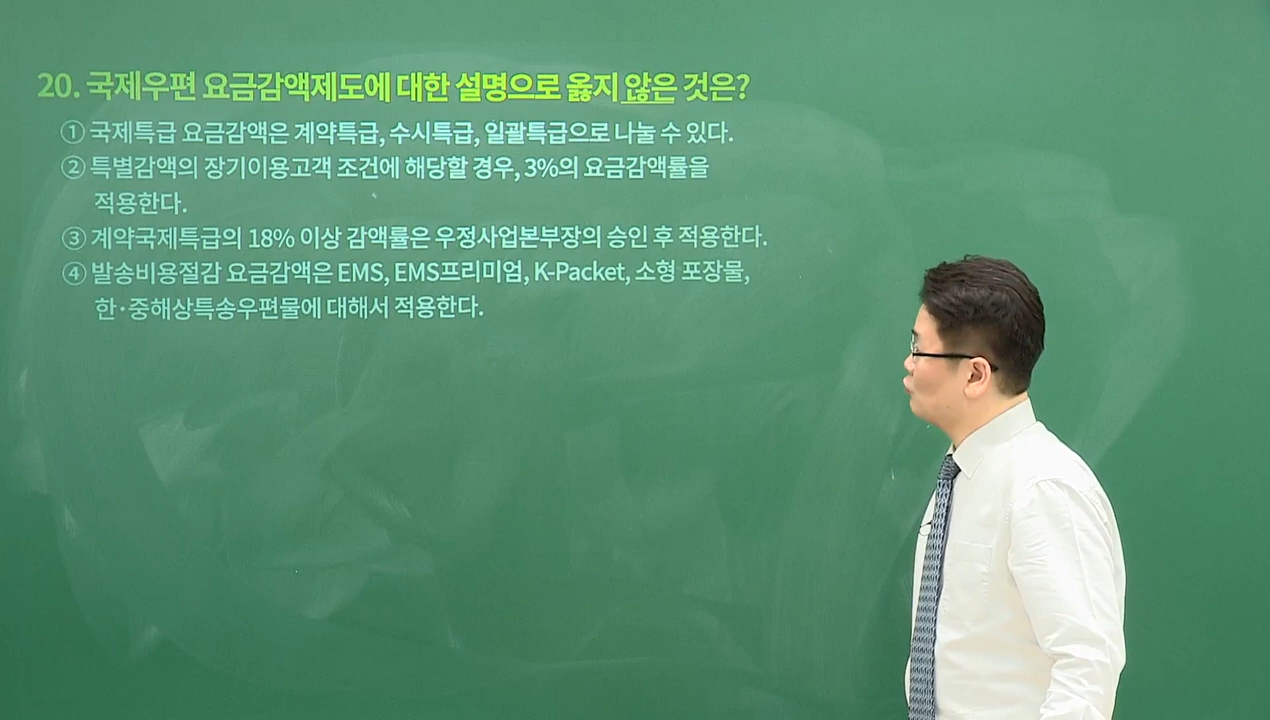 20. 국제우편 요금감액제도에 대한 설명으로 옳지 않은 것은?
① 국제특급 요금감액은 계약특급, 수시특급, 일괄특급으로 나눌 수 있다.
② 특별감액의 장기이용고객 조건에 해당할 경우, 3%의 요금감액률을
적용한다.
③ 계약국제특급의 18% 이상 감액률은 우정사업본부장의 승인 후 적용한다.
④ 발송비용절감 요금감액은 EMS, EMS프리미엄, K-Packet, 소형 포장물,
한·중해상특송우편물에 대해서 적용한다.